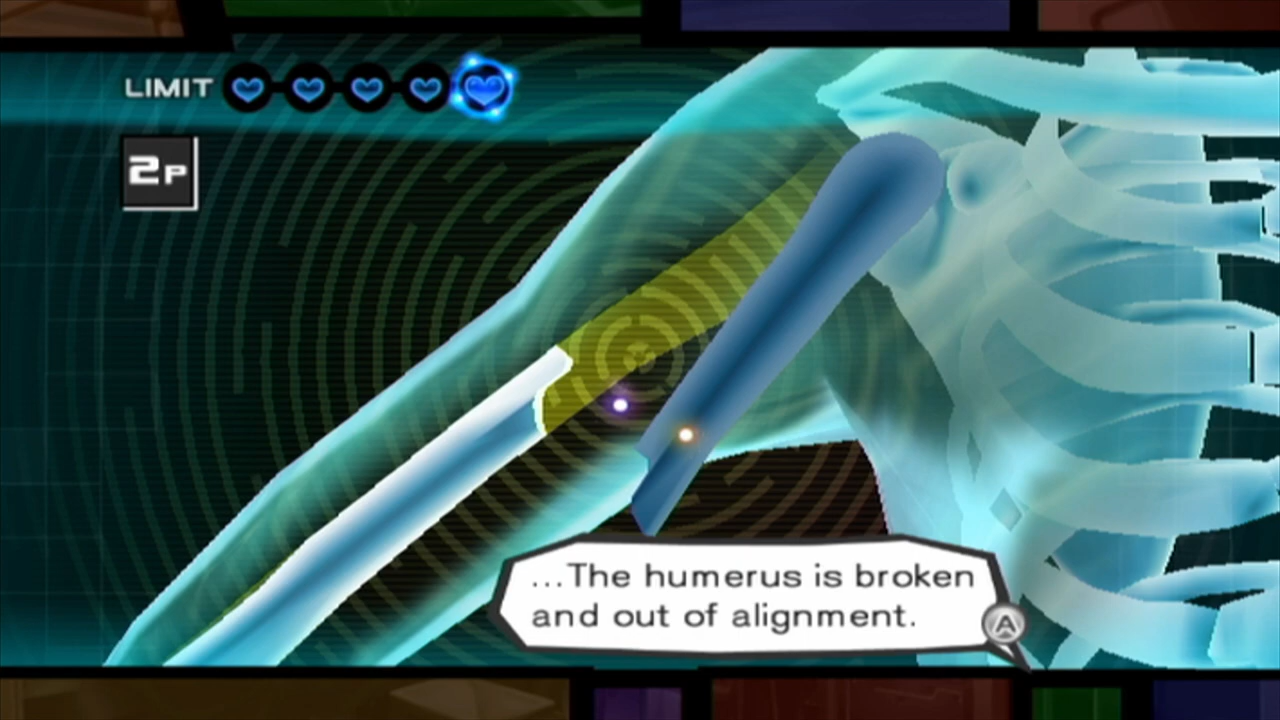 LIMIT
2P
...The humerus is broken
and out of alignment.
A